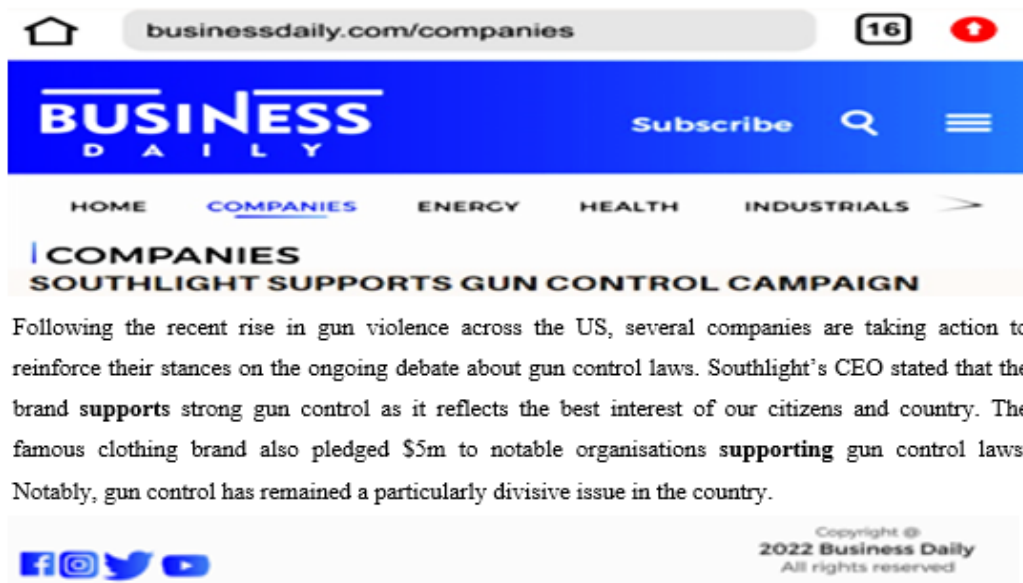 businessdaily.com/companies
16
BUSINESS
DAILY
Subscribe
HOME COMPANIES ENERGY HEALTH INDUSTRIALS
COMPANIES
SOUTHLIGHT SUPPORTS GUN CONTROL CAMPAIGN
Following the recent rise in gun violence across the US, several companies are taking action to
reinforce their stances on the ongoing debate about gun control laws. Southlight's CEO stated that the
brand supports strong gun control as it reflects the best interest of our citizens and country. The
famous clothing brand also pledged $5m to notable organisations supporting gun control laws
Notably, gun control has remained a particularly divisive issue in the country.
Copyright @
2022 Business Daily
All rights reserved